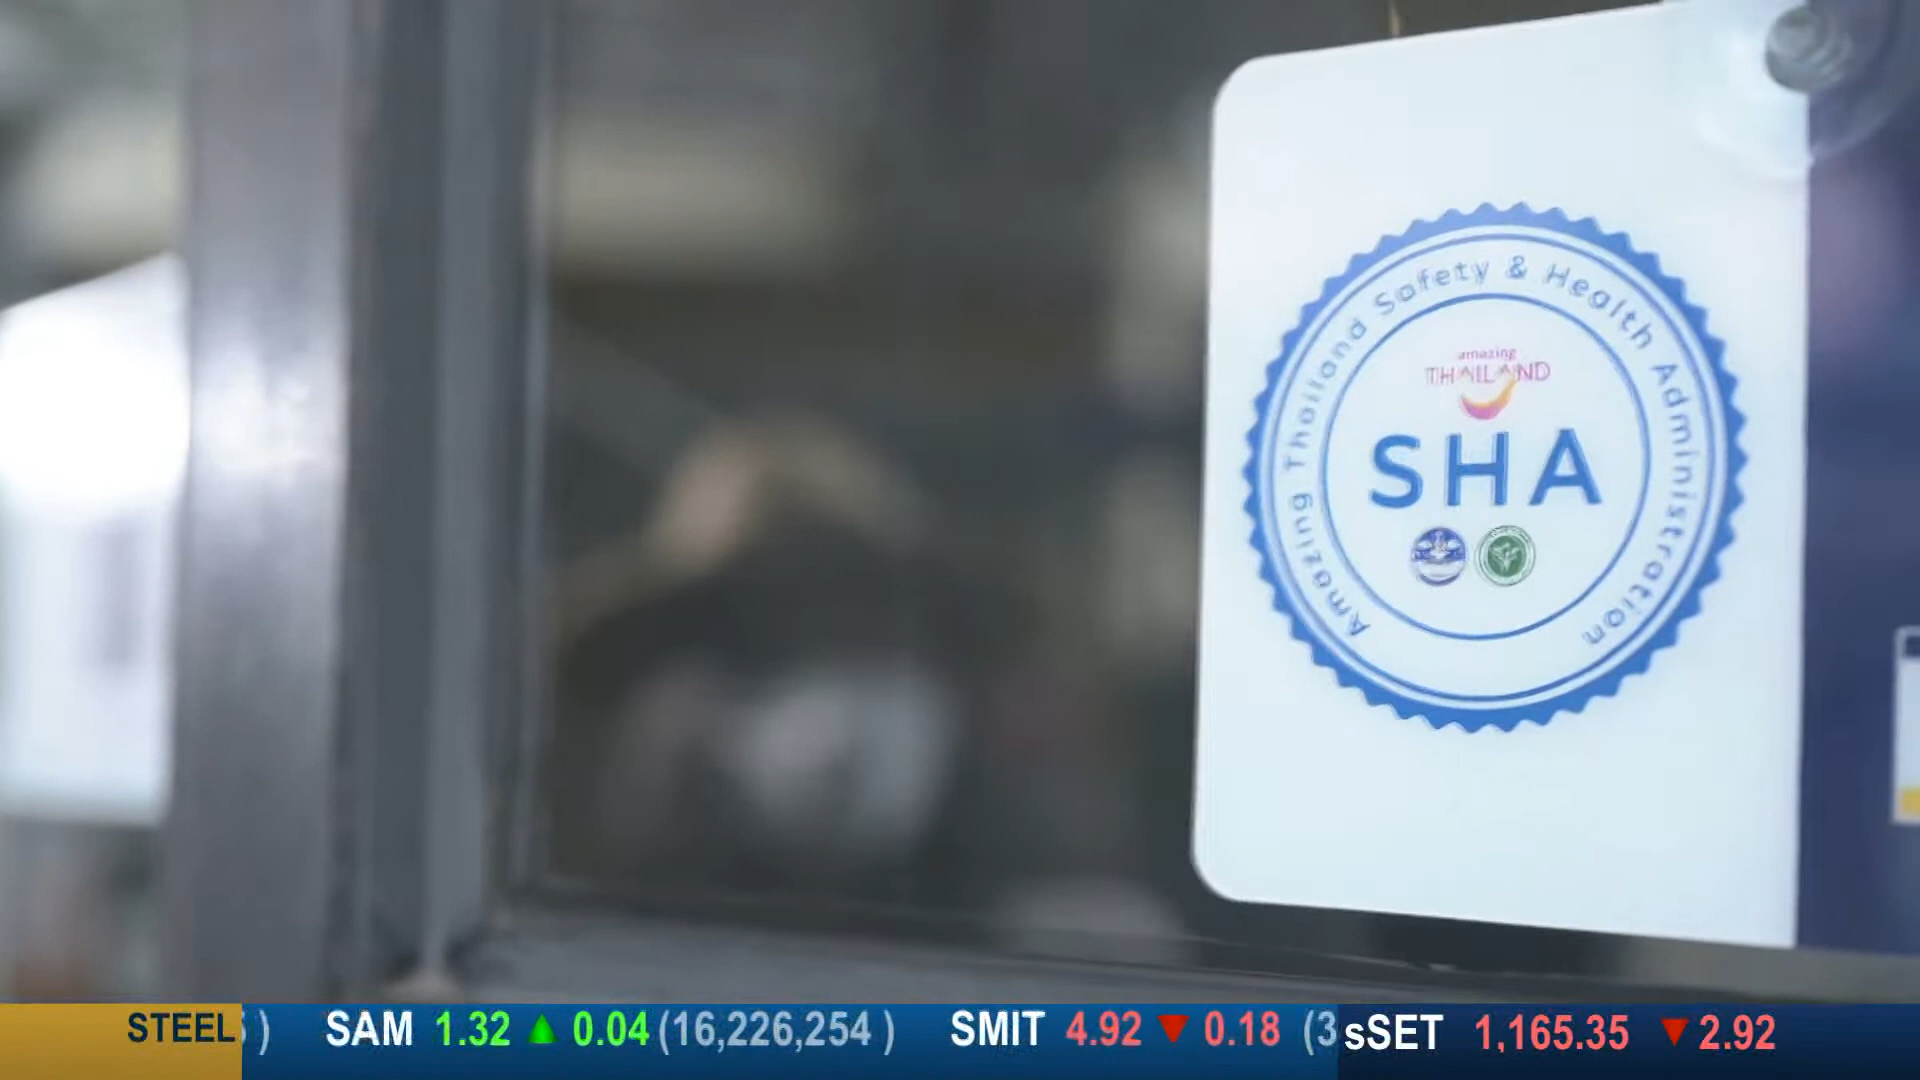 Amazing Thailand Safety & Health Administration
amazing
THAILAND
SHA
STEEL ) SAM 1.32 ▲ 0.04 (16,226,254 ) SMIT 4.92 ▼ 0.18 (3 sSET 1,165.35 ▼ 2.92